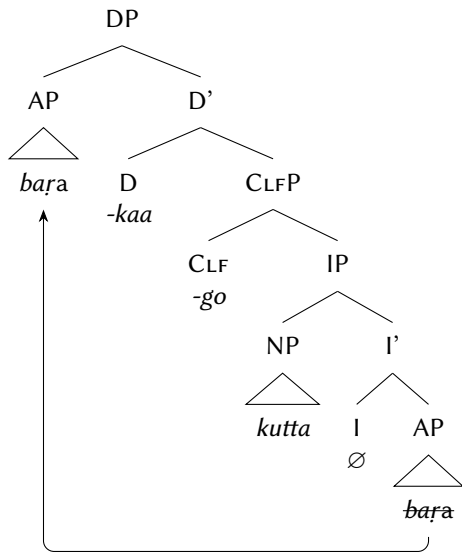 DP
AP D’
baṛa D CLFP
-kaa
CLF IP
-go
NP I’
kutta I AP
∅
baṛa